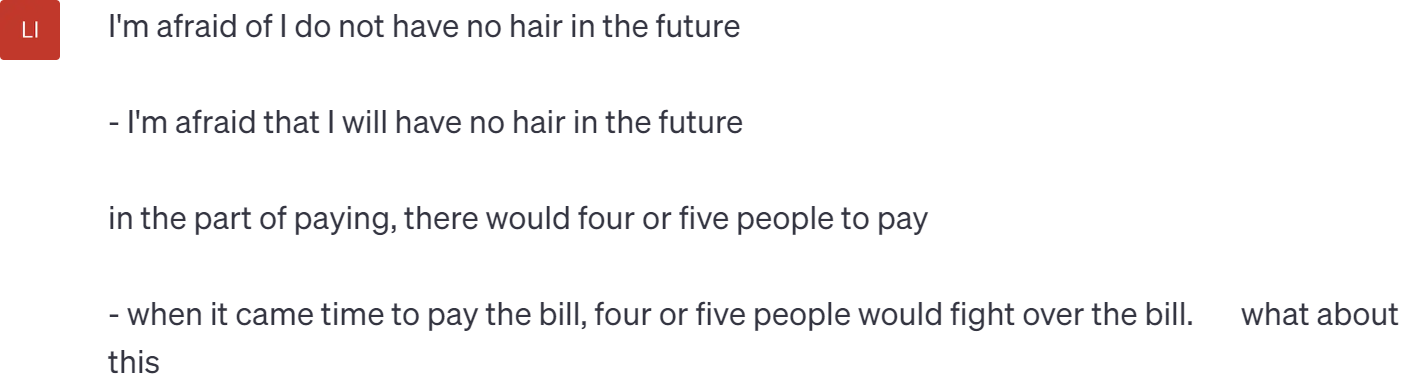 LI
I'm afraid of I do not have no hair in the future
- I'm afraid that I will have no hair in the future
in the part of paying, there would four or five people to pay
- when it came time to pay the bill, four or five people would fight over the bill. what about
this